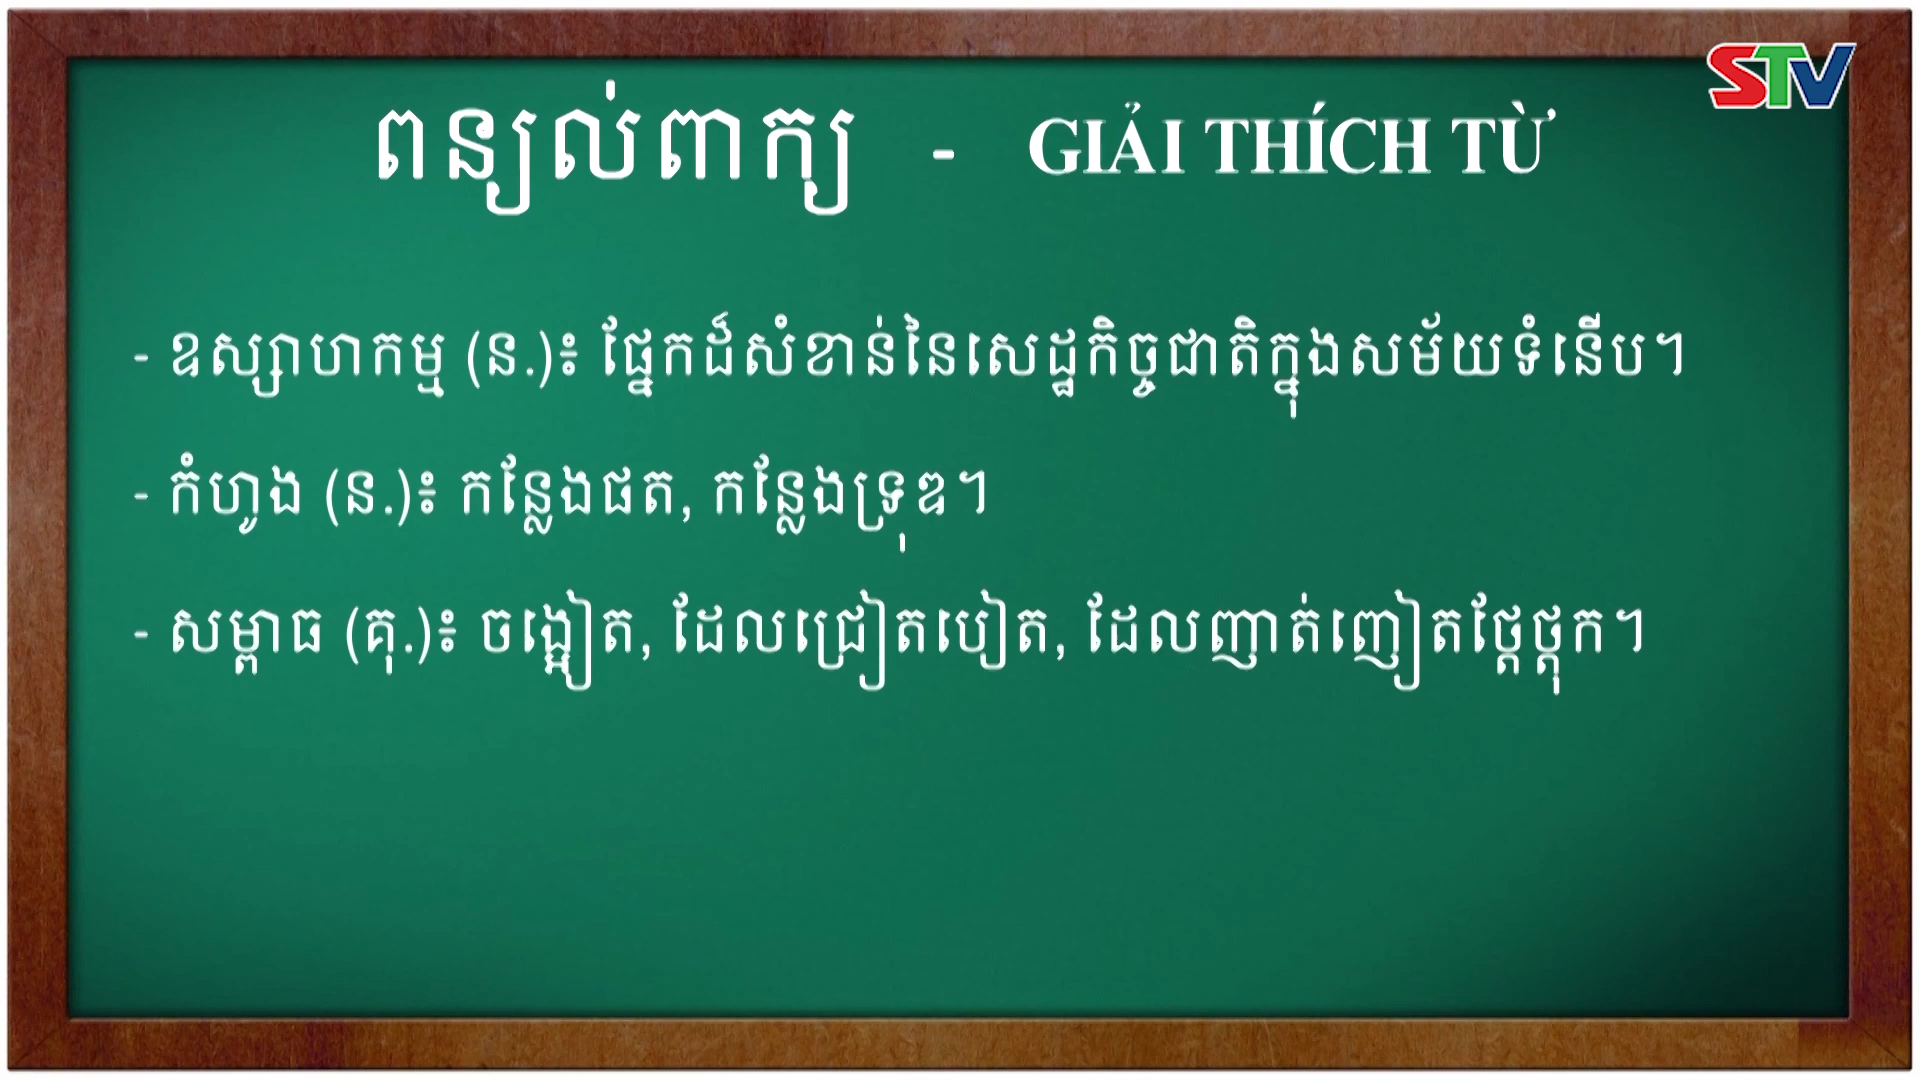 STV
ពន្យល់ពាក្យ - GIẢI THÍCH TỪ
- ឧស្សាហកម្ម (ន.)៖ ផ្នែកដ៏សំខាន់នៃសេដ្ឋកិច្ចជាតិក្នុងសម័យទំនើប។
- កំហូង (ន.)៖ កន្លែងផត, កន្លែងទ្រុឌ។
- សម្ពាធ (គុ.)៖ ចង្អៀត, ដែលជ្រៀតបៀត, ដែលញាត់ញៀតថ្តែថ្តុក។